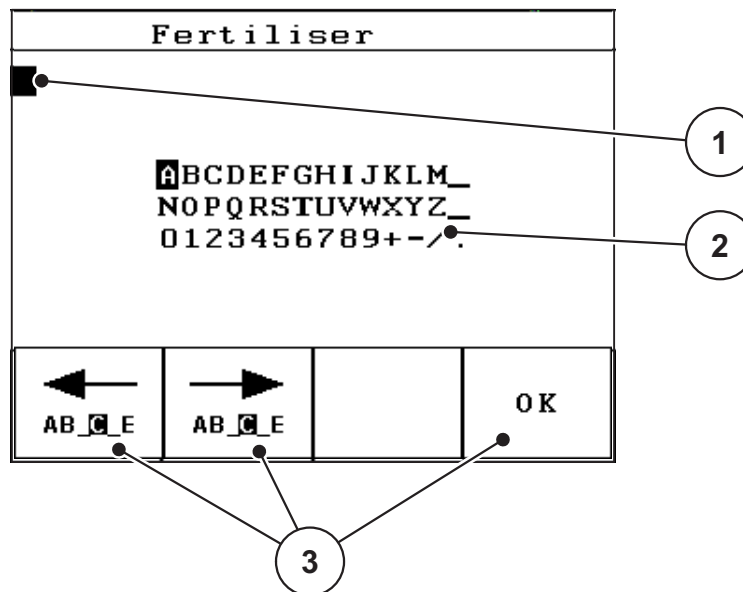 Fertiliser
1
ABCDEFGHIJKLM_
NOPQRSTUVWXYZ_
0123456789+-/.
2
AB_C_E
AB_C_E
OK
3